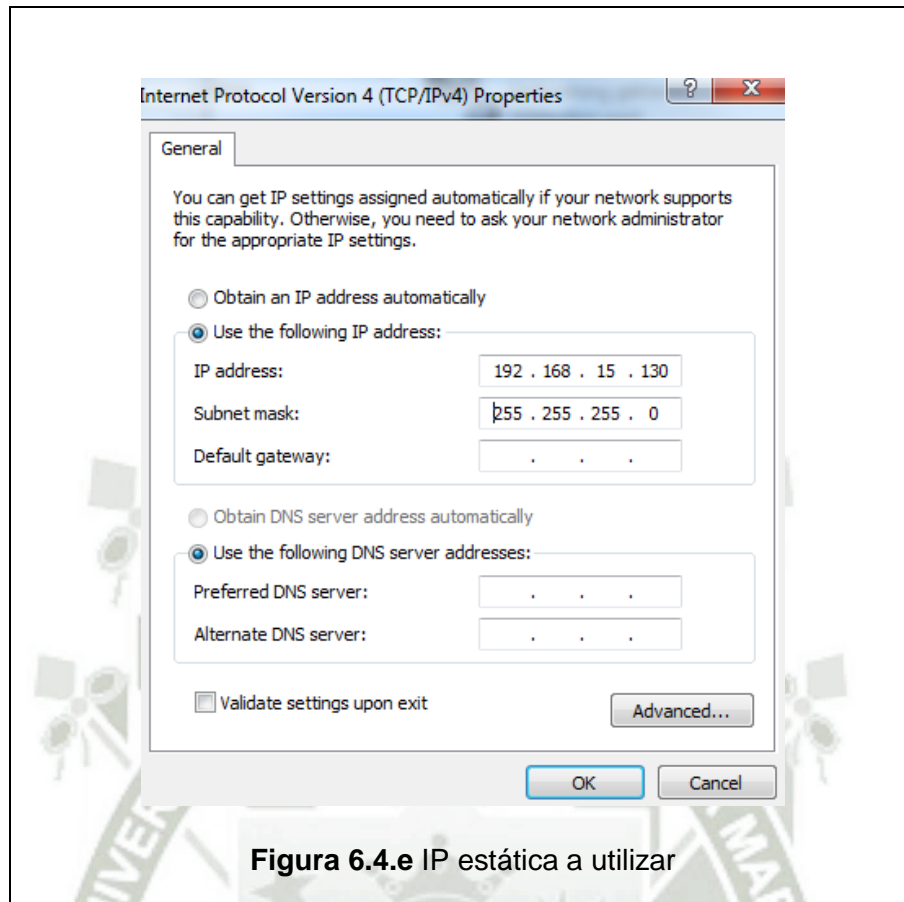 Internet Protocol Version 4 (TCP/IPv4) Properties
General
You can get IP settings assigned automatically if your network supports
this capability. Otherwise, you need to ask your network administrator
for the appropriate IP settings.
Obtain an IP address automatically
Use the following IP address:
IP address: 192 . 168 . 15 . 130
Subnet mask: 255 . 255 . 255 . 0
Default gateway: . . .
Obtain DNS server address automatically
Use the following DNS server addresses:
Preferred DNS server: . . .
Alternate DNS server: . . .
Validate settings upon exit
Advanced...
OK Cancel
Figura 6.4.e IP estática a utilizar